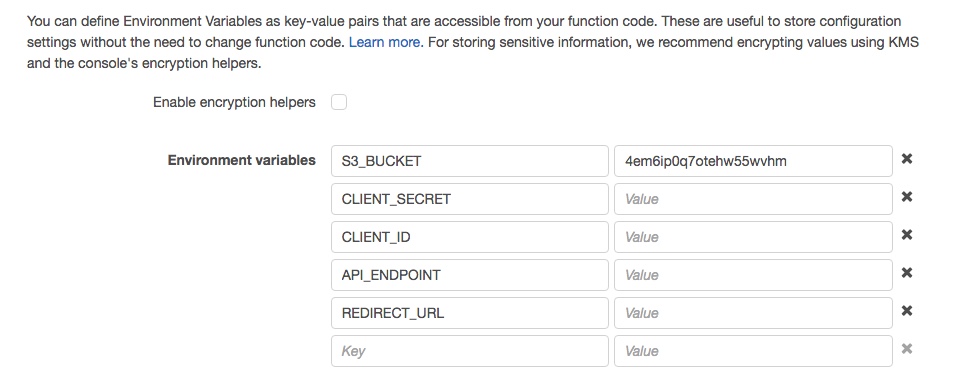 You can define Environment Variables as key-value pairs that are accessible from your function code. These are useful to store configuration
settings without the need to change function code. Learn more. For storing sensitive information, we recommend encrypting values using KMS
and the console's encryption helpers.
Enable encryption helpers
Environment variables S3_BUCKET 4em6ip0q7otehw55wvhm
CLIENT_SECRET Value
CLIENT_ID Value
API_ENDPOINT Value
REDIRECT_URL Value
Key Value